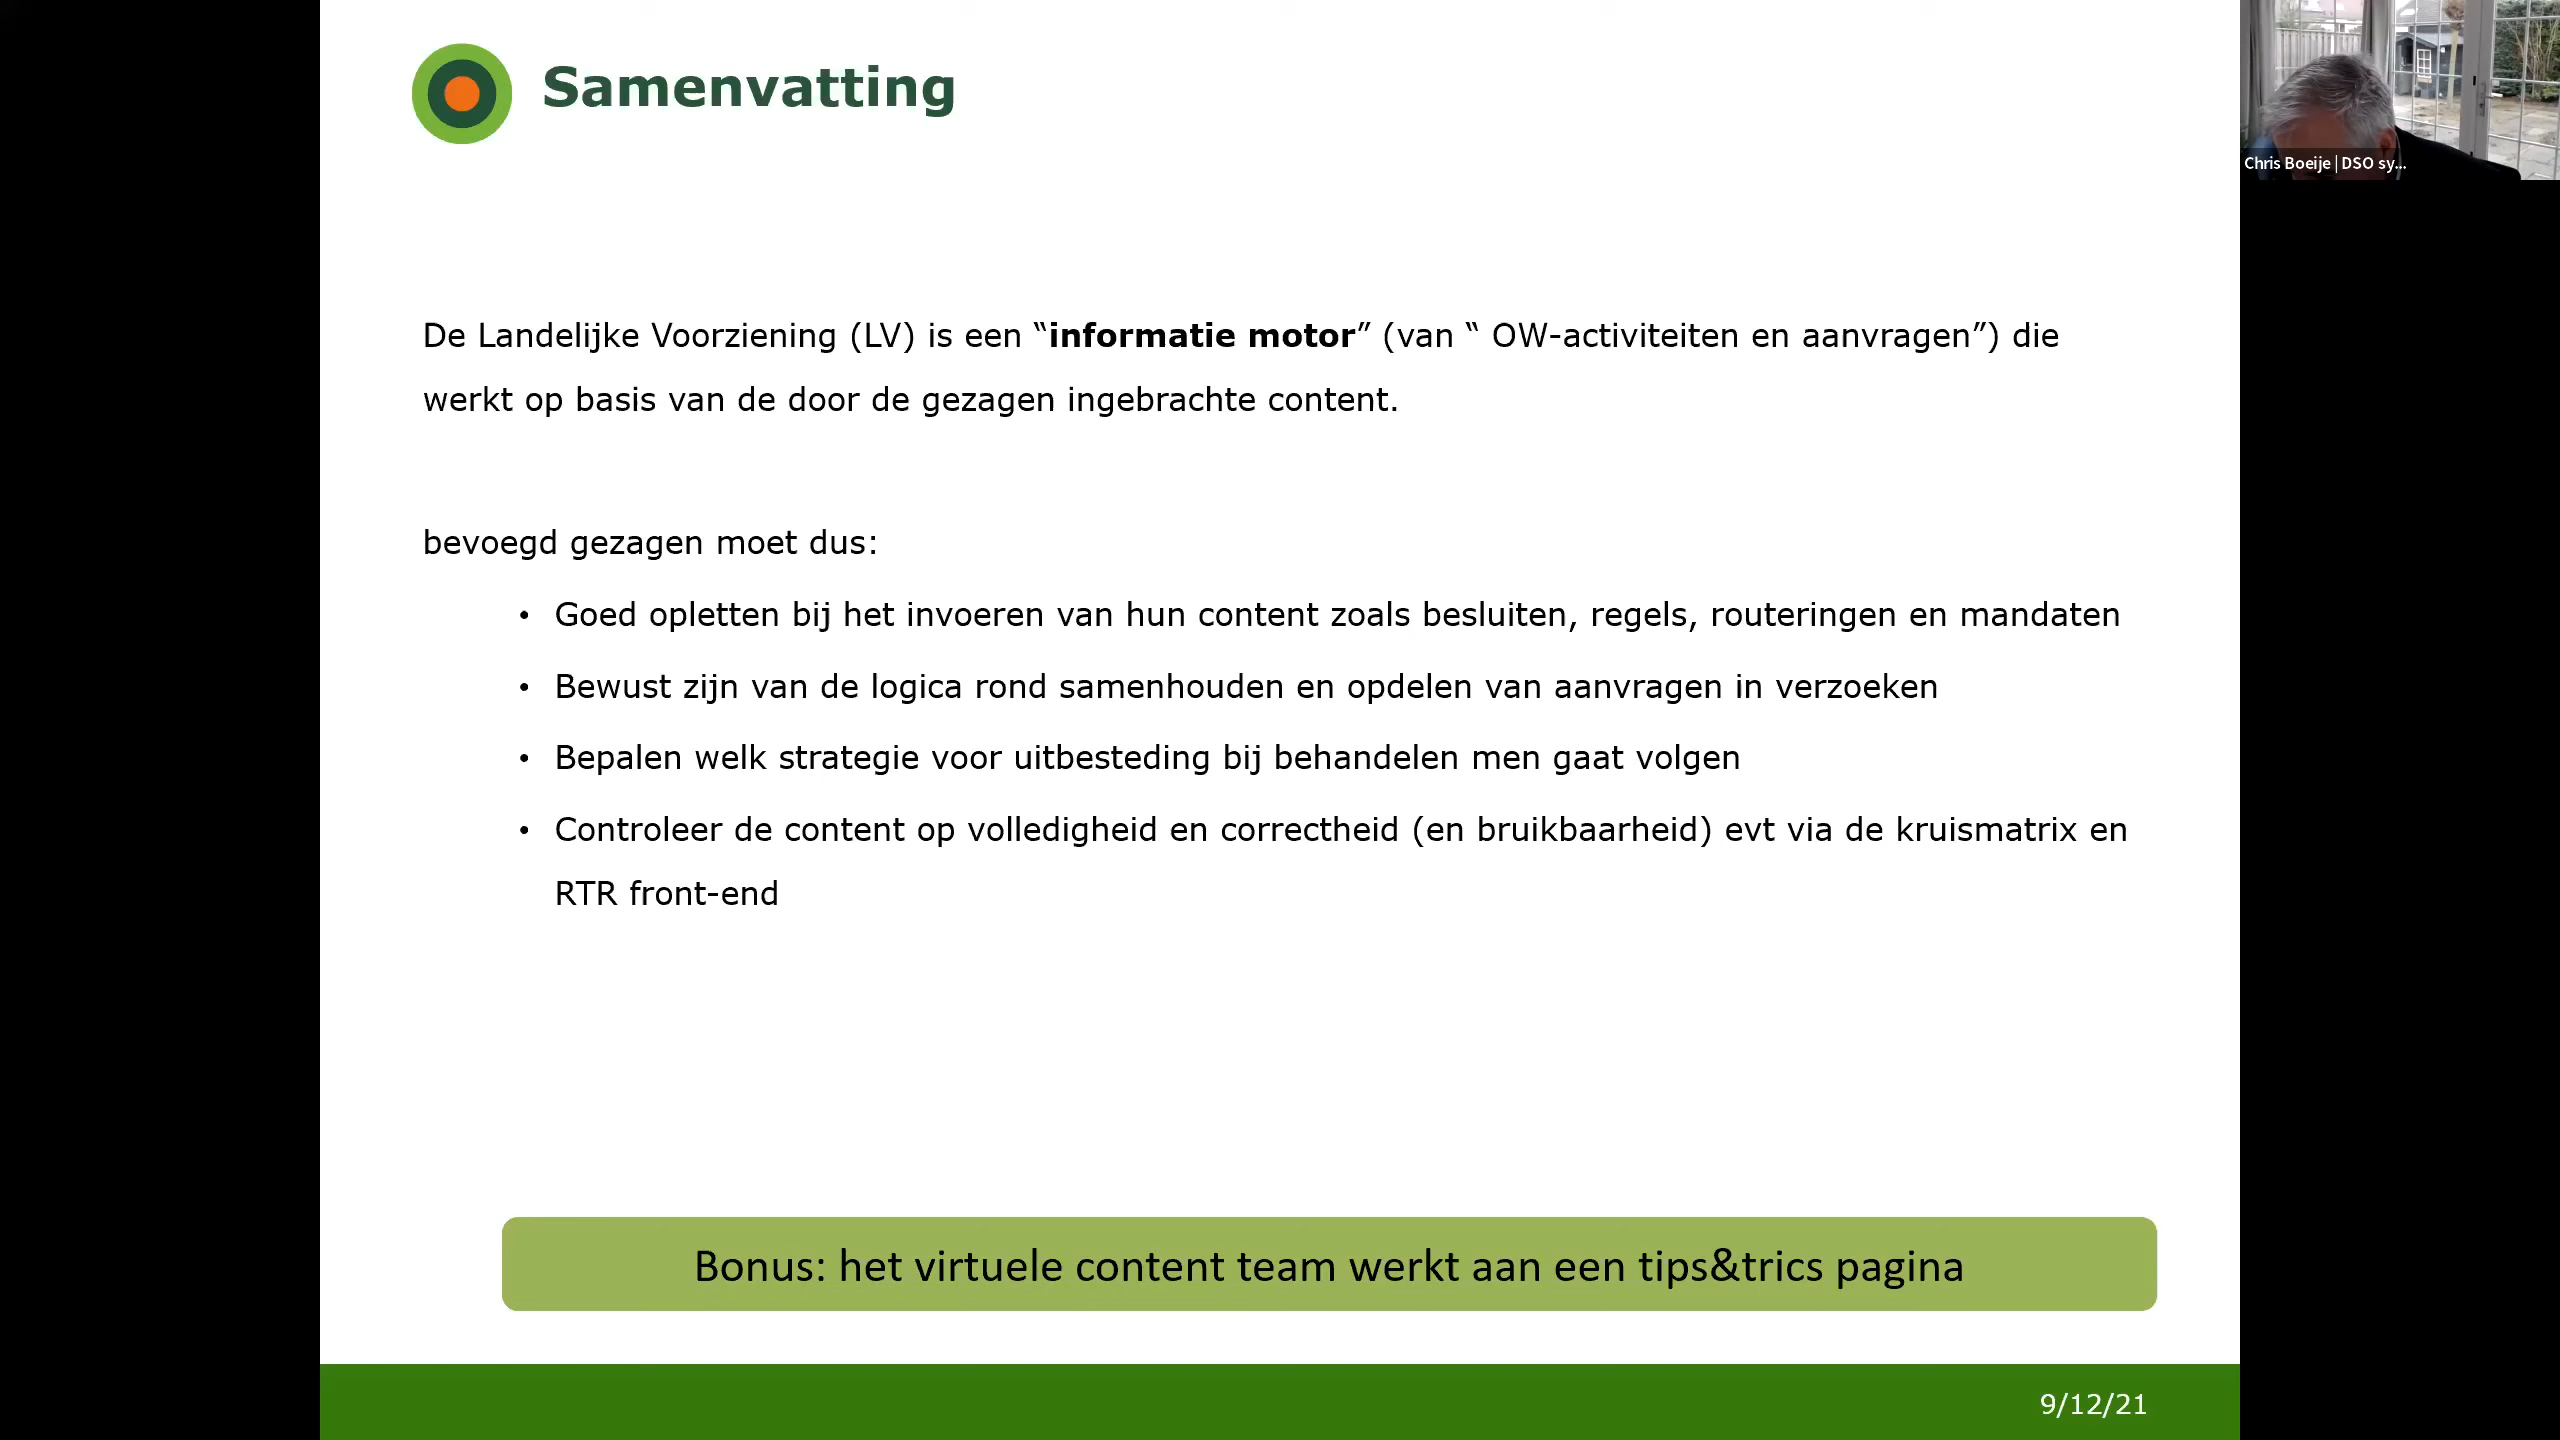 Samenvatting
Chris Boeije | DSO sy...
De Landelijke Voorziening (LV) is een “informatie motor” (van “ OW-activiteiten en aanvragen”) die
werkt op basis van de door de gezagen ingebrachte content.
bevoegd gezagen moet dus:
• Goed opletten bij het invoeren van hun content zoals besluiten, regels, routeringen en mandaten
• Bewust zijn van de logica rond samenhouden en opdelen van aanvragen in verzoeken
• Bepalen welk strategie voor uitbesteding bij behandelen men gaat volgen
• Controleer de content op volledigheid en correctheid (en bruikbaarheid) evt via de kruismatrix en
RTR front-end
Bonus: het virtuele content team werkt aan een tips&trics pagina
9/12/21